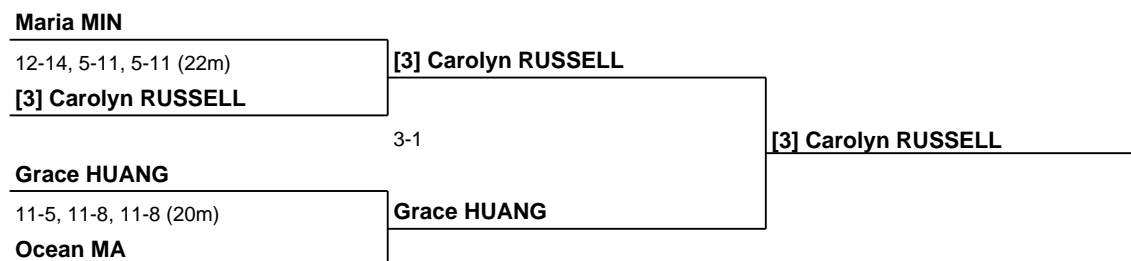 Maria MIN
12-14, 5-11, 5-11 (22m)
[3] Carolyn RUSSELL
[3] Carolyn RUSSELL
3-1
[3] Carolyn RUSSELL
Grace HUANG
11-5, 11-8, 11-8 (20m)
Grace HUANG
Ocean MA